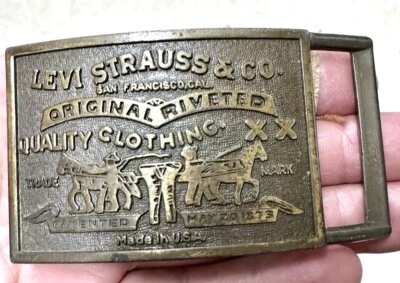 LEVI STRAUSS & CO.
SAN FRANCISCO, CAL.
ORIGINAL RIVETED
QUALITY CLOTHING. XX
TRADE MARK
PATENTED MAY 20 1873
Made in U.S.A.